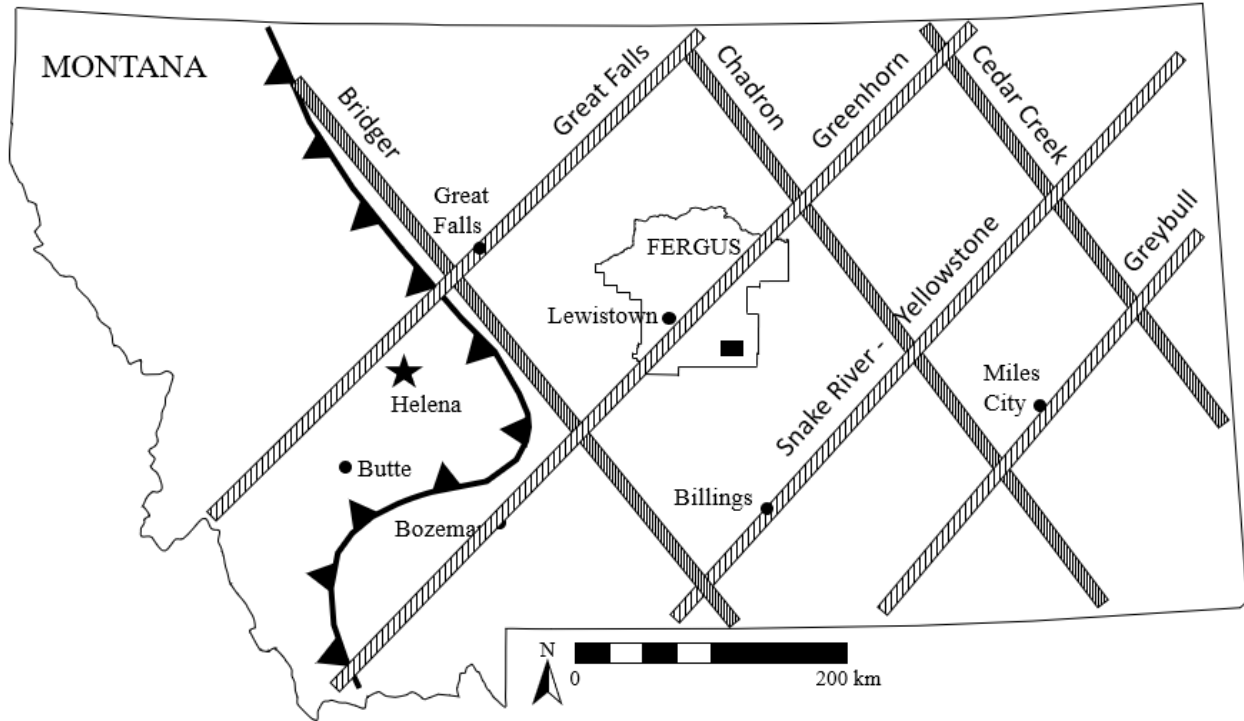 MONTANA
Bridger
Great Falls
Chadron
Greenhorn
Cedar Creek
Great
Falls
FERGUS
Greybull
Yellowstone
Lewistown
Snake River -
Helena
Miles
City
Butte
Billings
Bozeman
N
0
200 km